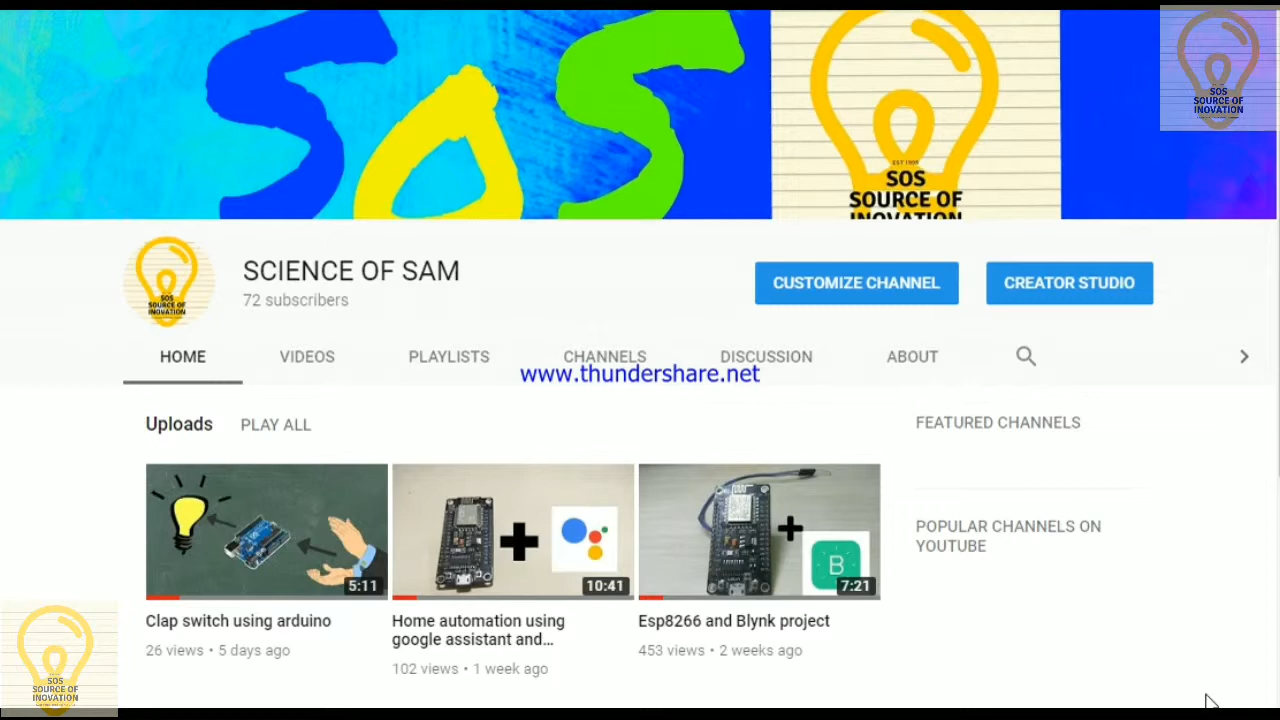 SOS
EST 1999
SOS
SOURCE OF
INOVATION
SOS
SOURCE OF
INOVATION
SOS
SOURCE OF
INOVATION
SCIENCE OF SAM
72 subscribers
CUSTOMIZE CHANNEL
CREATOR STUDIO
HOME
VIDEOS
PLAYLISTS
CHANNELS
DISCUSSION
ABOUT
www.thundershare.net
Uploads
PLAY ALL
FEATURED CHANNELS
5:11
10:41
B
7:21
POPULAR CHANNELS ON
YOUTUBE
Clap switch using arduino
26 views • 5 days ago
Home automation using
google assistant and...
102 views • 1 week ago
Esp8266 and Blynk project
453 views • 2 weeks ago
SOS
SOURCE OF
INOVATION